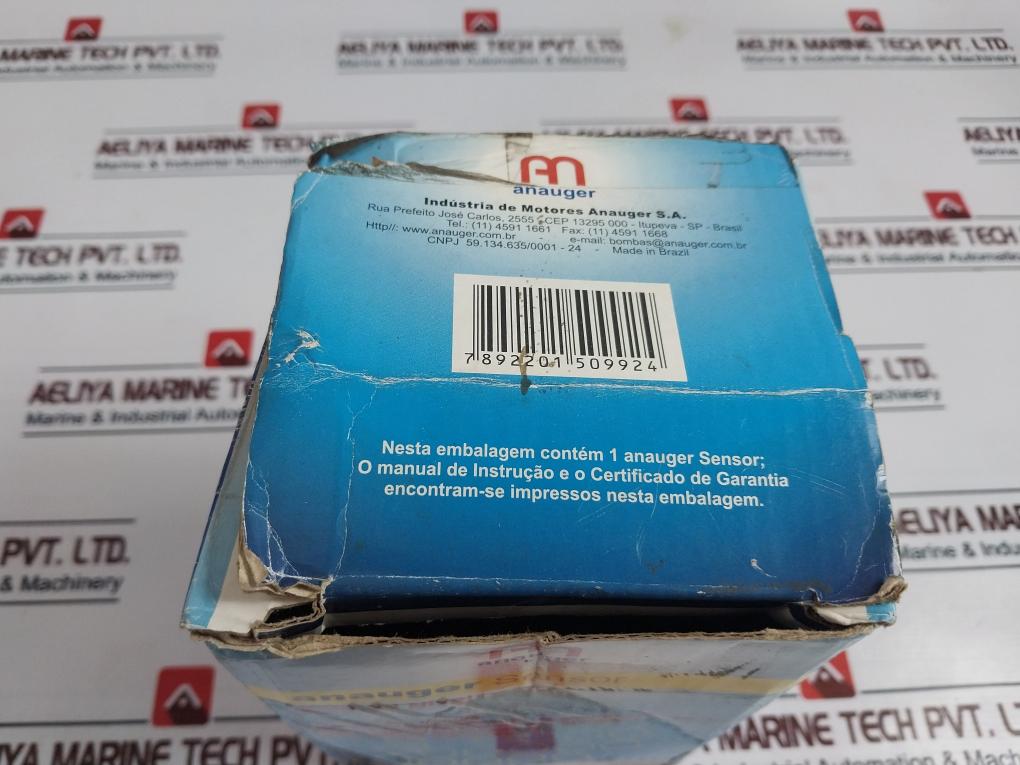 AELIYA MARINE TECH PVT. LTD.
Marine & Industrial Automation & Machinery
anauger
Indústria de Motores Anauger S.A.
Rua Prefeito José Carlos, 2555 - CEP 13295 000 - Itupeva - SP - Brasil
Tel.: (11) 4591 1661 Fax: (11) 4591 1668
Http//: www.anauger.com.br e-mail: bombas@anauger.com.br
CNPJ 59.134.635/0001 - 24 - Made in Brazil
7 892201 509924
Nesta embalagem contém 1 anauger Sensor;
O manual de Instrução e o Certificado de Garantia
encontram-se impressos nesta embalagem.
anauger
anauger Sensor